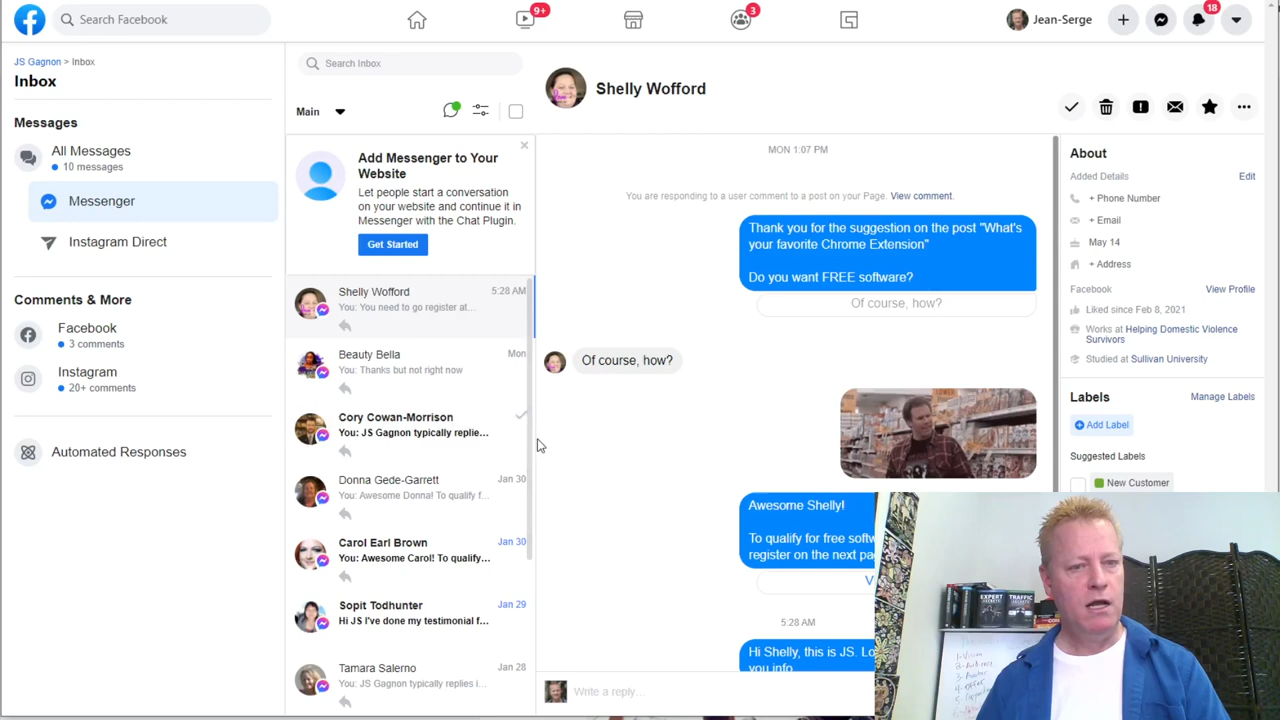 Search Facebook
9+
3
Jean-Serge
18
JS Gagnon > Inbox
Inbox
Messages
All Messages
10 messages
Messenger
Instagram Direct
Comments & More
Facebook
3 comments
Instagram
20+ comments
Automated Responses
Search Inbox
Main
Add Messenger to Your
Website
Let people start a conversation
on your website and continue it in
Messenger with the Chat Plugin.
Get Started
Shelly Wofford
5:28 AM
You: You need to go register at...
Beauty Bella
Mon
You: Thanks but not right now
Cory Cowan-Morrison
You: JS Gagnon typically replie...
Donna Gede-Garrett
Jan 30
You: Awesome Donna! To qualify f...
Carol Earl Brown
Jan 30
You: Awesome Carol! To qualify...
Sopit Todhunter
Jan 29
Hi JS I've done my testimonial f...
Tamara Salerno
Jan 28
You: JS Gagnon typically replies i...
Shelly Wofford
MON 1:07 PM
You are responding to a user comment to a post on your Page. View comment.
Thank you for the suggestion on the post "What's
your favorite Chrome Extension"
Do you want FREE software?
Of course, how?
Of course, how?
Awesome Shelly!
To qualify for free softw
register on the next pa
V
5:28 AM
Hi Shelly, this is JS. Lo
you info
Write a reply...
About
Added Details
Edit
+ Phone Number
+ Email
May 14
+ Address
Facebook
View Profile
Liked since Feb 8, 2021
Works at Helping Domestic Violence
Survivors
Studied at Sullivan University
Labels
Manage Labels
Add Label
Suggested Labels
New Customer
EXPERT
SECRETS
TRAFFIC
SECRETS